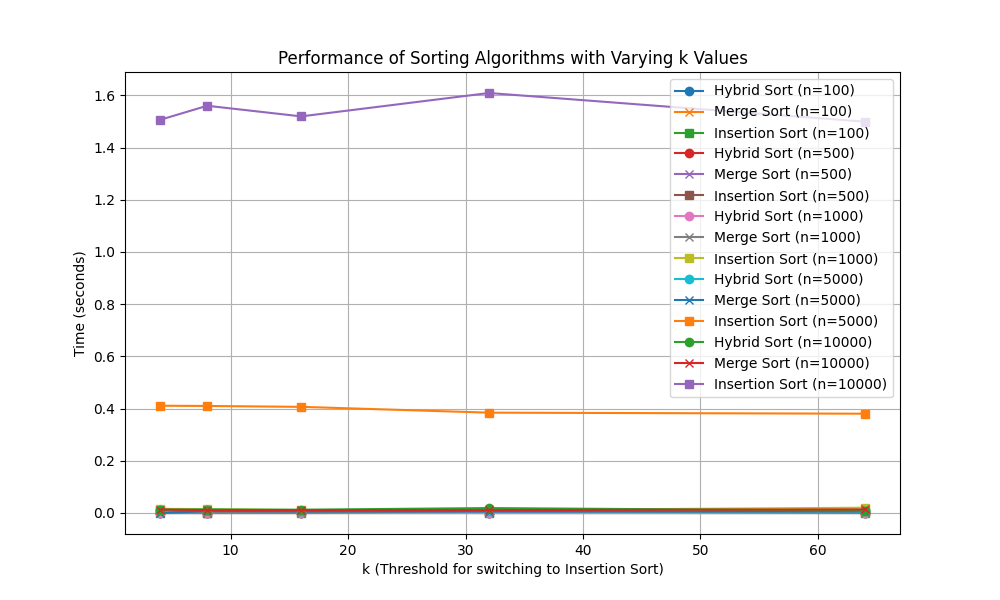 Performance of Sorting Algorithms with Varying k Values
Time (seconds)
1.6
1.4
1.2
1.0
0.8
0.6
0.4
0.2
0.0
Hybrid Sort (n=100)
Merge Sort (n=100)
Insertion Sort (n=100)
Hybrid Sort (n=500)
Merge Sort (n=500)
Insertion Sort (n=500)
Hybrid Sort (n=1000)
Merge Sort (n=1000)
Insertion Sort (n=1000)
Hybrid Sort (n=5000)
Merge Sort (n=5000)
Insertion Sort (n=5000)
Hybrid Sort (n=10000)
Merge Sort (n=10000)
Insertion Sort (n=10000)
10 20 30 40 50 60
k (Threshold for switching to Insertion Sort)